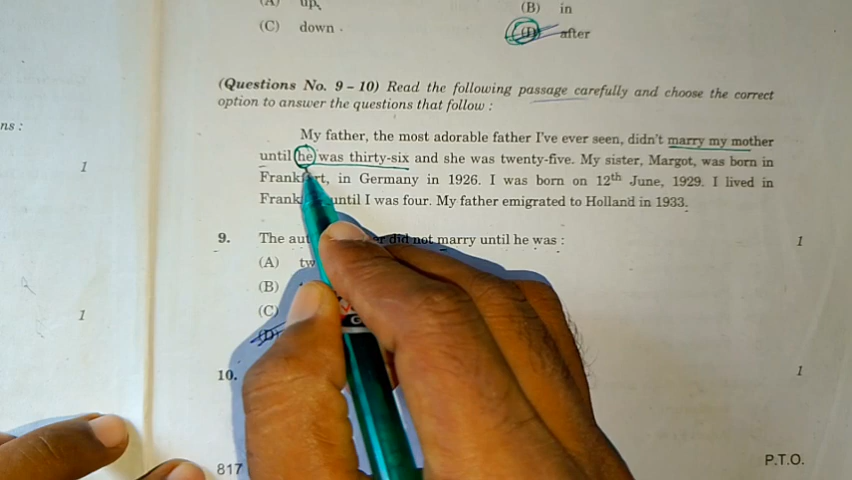 (A) up,
(B) in
(C) down .
(D) after
(Questions No. 9 – 10) Read the following passage carefully and choose the correct
option to answer the questions that follow :
ns :
My father, the most adorable father I've ever seen, didn't marry my mother
until he was thirty-six and she was twenty-five. My sister, Margot, was born in
1
Frankfurt, in Germany in 1926. I was born on 12th June, 1929. I lived in
until I was four. My father emigrated to Holland in 1933.
9. The did not marry until he was :
1
(A) tw
(B)
(C)
1
(D)
10.
1
817
P.T.O.